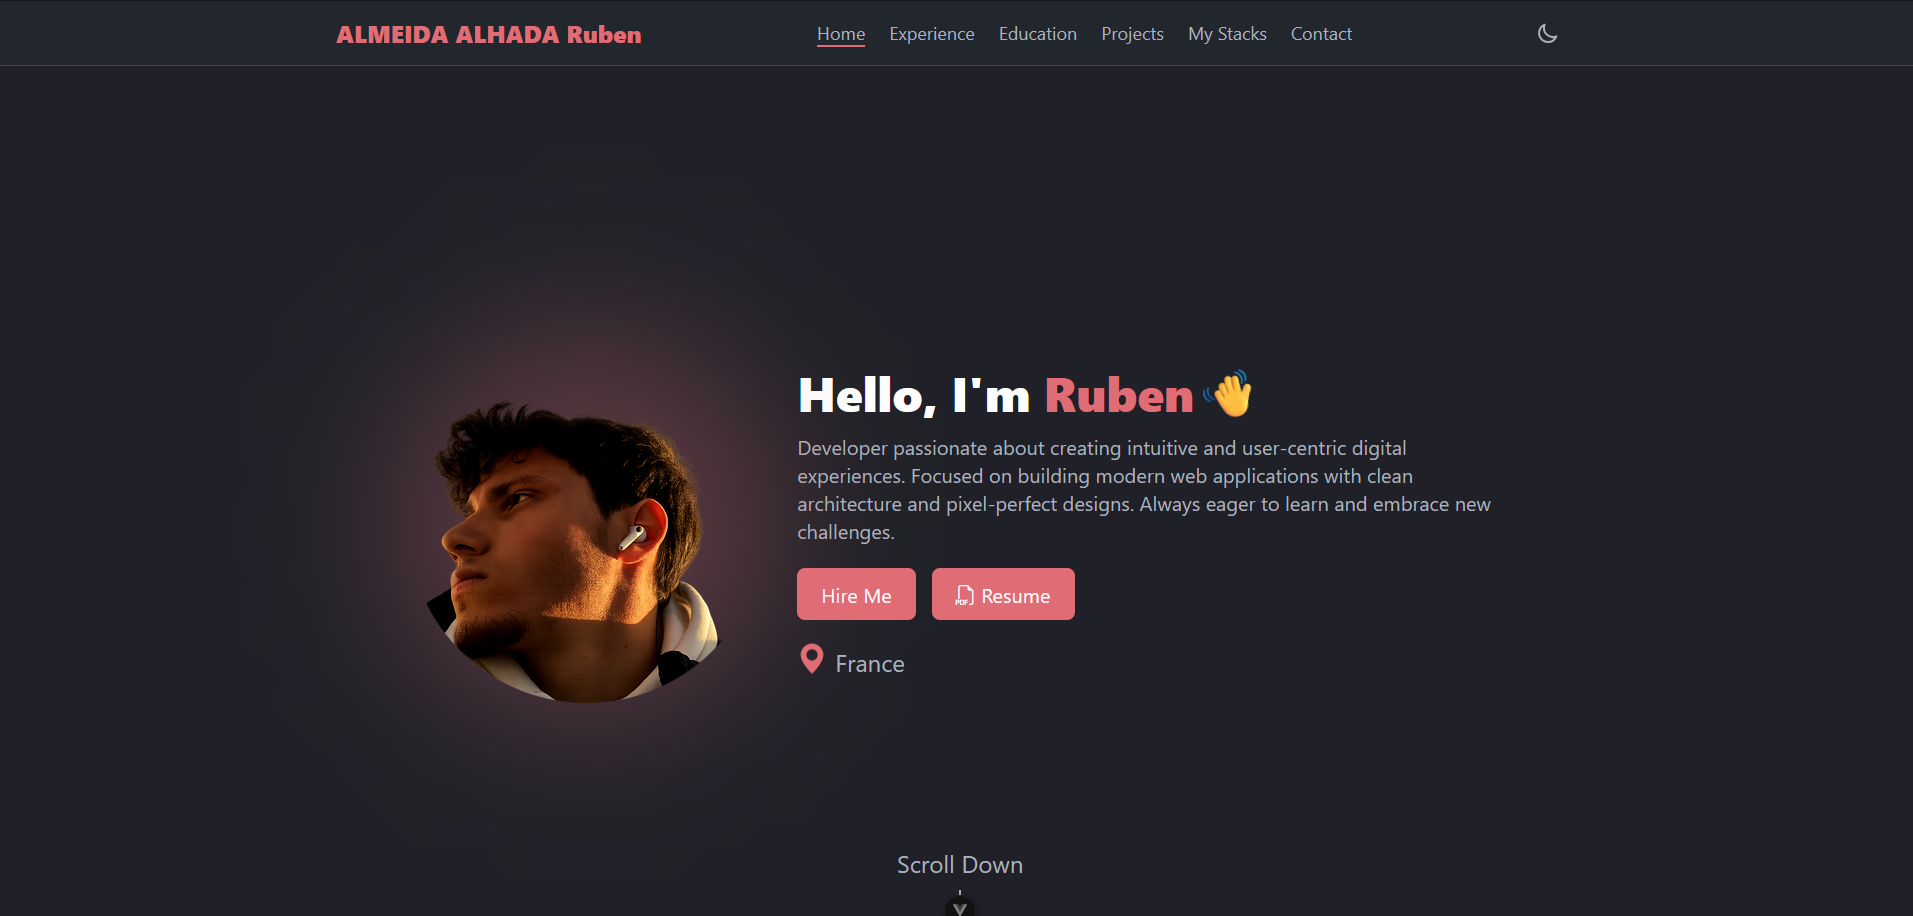 ALMEIDA ALHADA Ruben
Home Experience Education Projects My Stacks Contact
Hello, I'm Ruben
Developer passionate about creating intuitive and user-centric digital
experiences. Focused on building modern web applications with clean
architecture and pixel-perfect designs. Always eager to learn and embrace new
challenges.
Hire Me
PDF Resume
France
Scroll Down